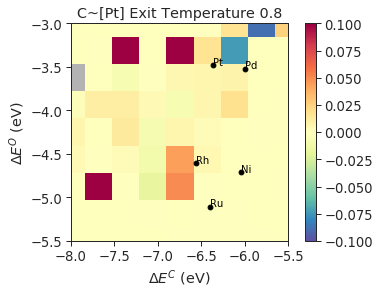 C~[Pt] Exit Temperature 0.8
−3.0
−3.5
−4.0
−4.5
−5.0
−5.5
ΔE^O (eV)
Pt
Pd
Rh
Ni
Ru
−8.0 −7.5 −7.0 −6.5 −6.0 −5.5
ΔE^C (eV)
0.100
0.075
0.050
0.025
0.000
−0.025
−0.050
−0.075
−0.100